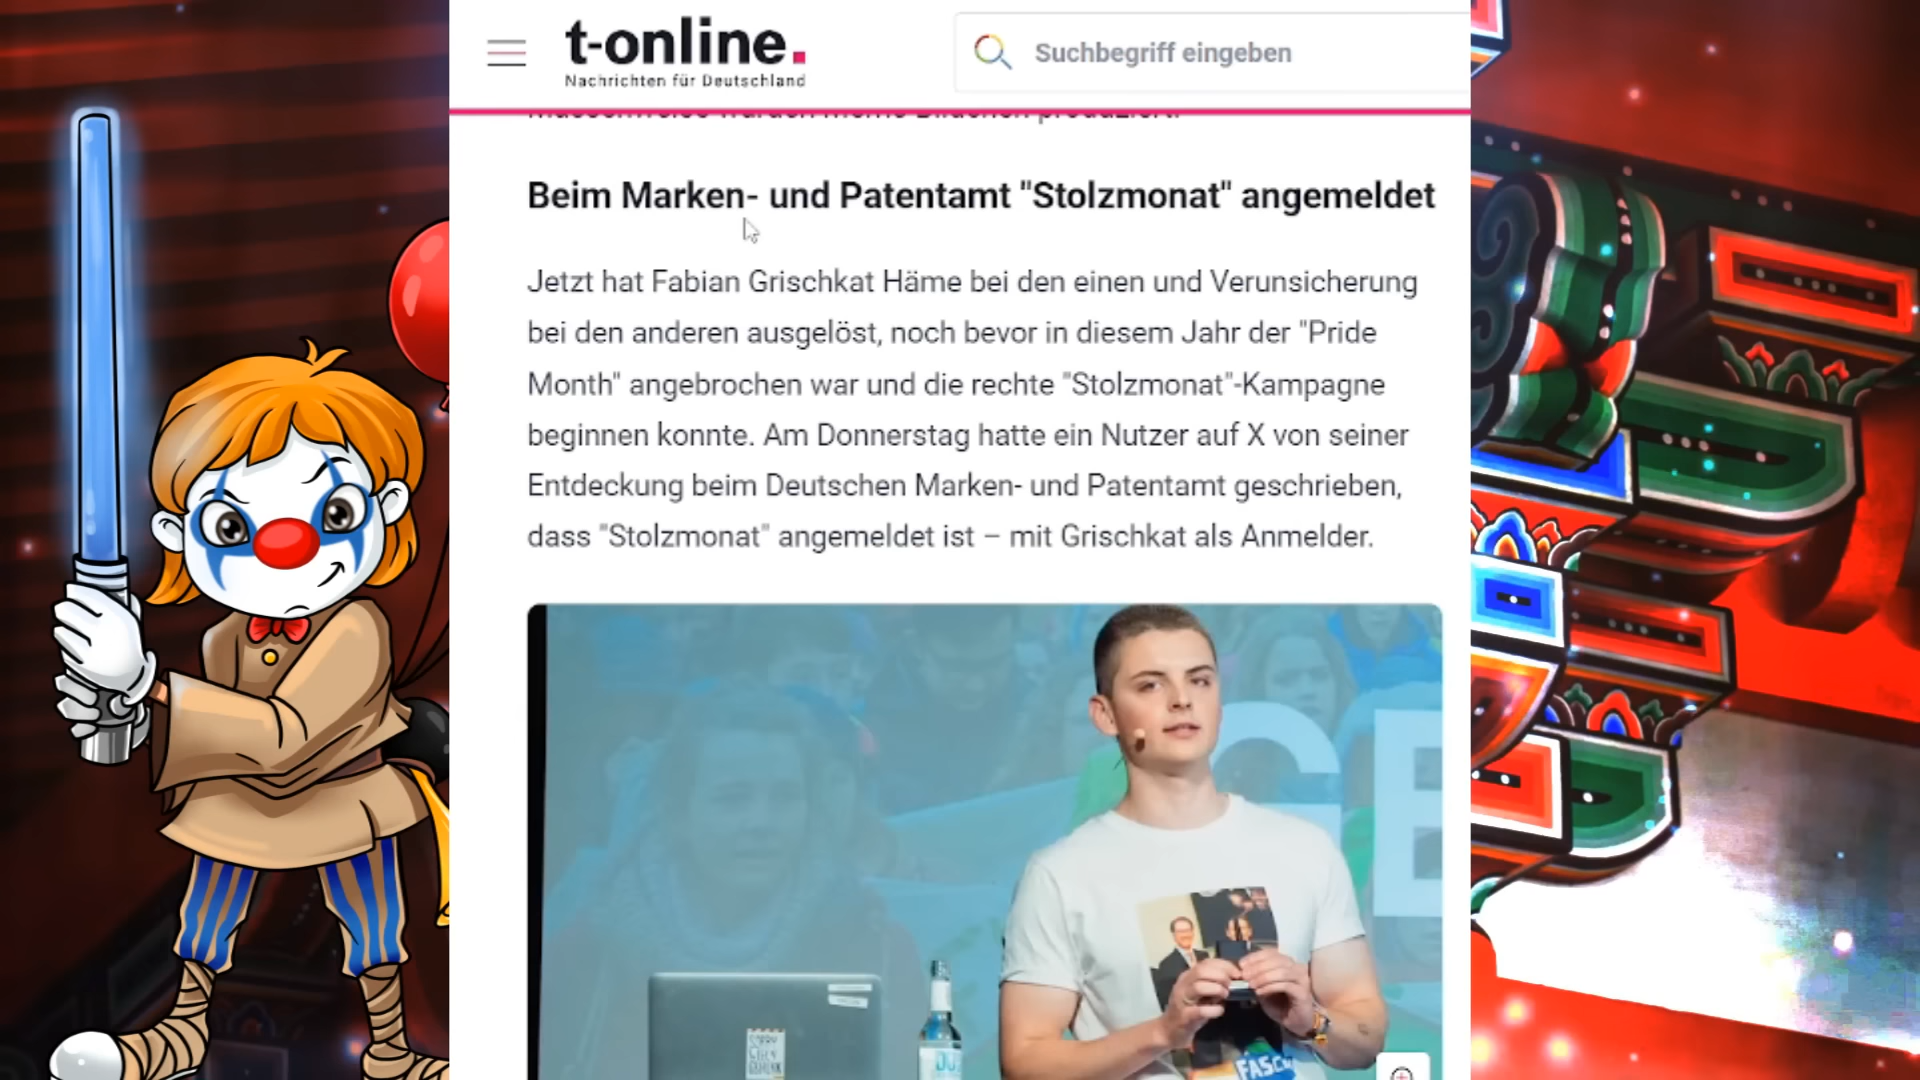 t-online.
Nachrichten für Deutschland
Suchbegriff eingeben
Beim Marken- und Patentamt "Stolzmonat" angemeldet
Jetzt hat Fabian Grischkat Häme bei den einen und Verunsicherung
bei den anderen ausgelöst, noch bevor in diesem Jahr der "Pride
Month" angebrochen war und die rechte "Stolzmonat"-Kampagne
beginnen konnte. Am Donnerstag hatte ein Nutzer auf X von seiner
Entdeckung beim Deutschen Marken- und Patentamt geschrieben,
dass "Stolzmonat" angemeldet ist – mit Grischkat als Anmelder.
GE